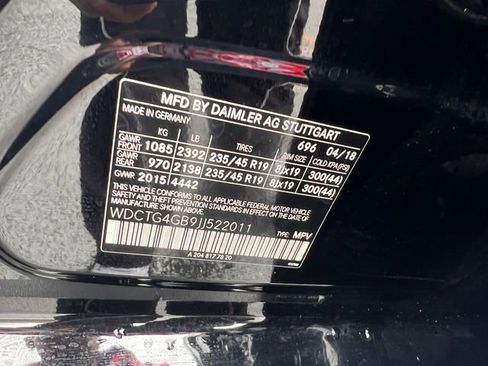 MFD BY DAIMLER AG STUTTGART
MADE IN GERMANY 696 04/18
KG LB TIRES RIM SIZE COLD KPA(PSI)
GAWR FRONT 1085 2392 235/45 R19 8Jx19 300(44)
GAWR REAR 970 2138 235/45 R19 8Jx19 300(44)
GVWR 2015 4442
THIS VEHICLE CONFORMS TO ALL APPLICABLE
FEDERAL MOTOR VEHICLE SAFETY, BUMPER, AND THEFT
PREVENTION STANDARDS IN EFFECT ON THE DATE
OF MANUFACTURE SHOWN ABOVE.
WDCTG4GB9JJ522011
TYPE: MPV
A 204 817 78 20